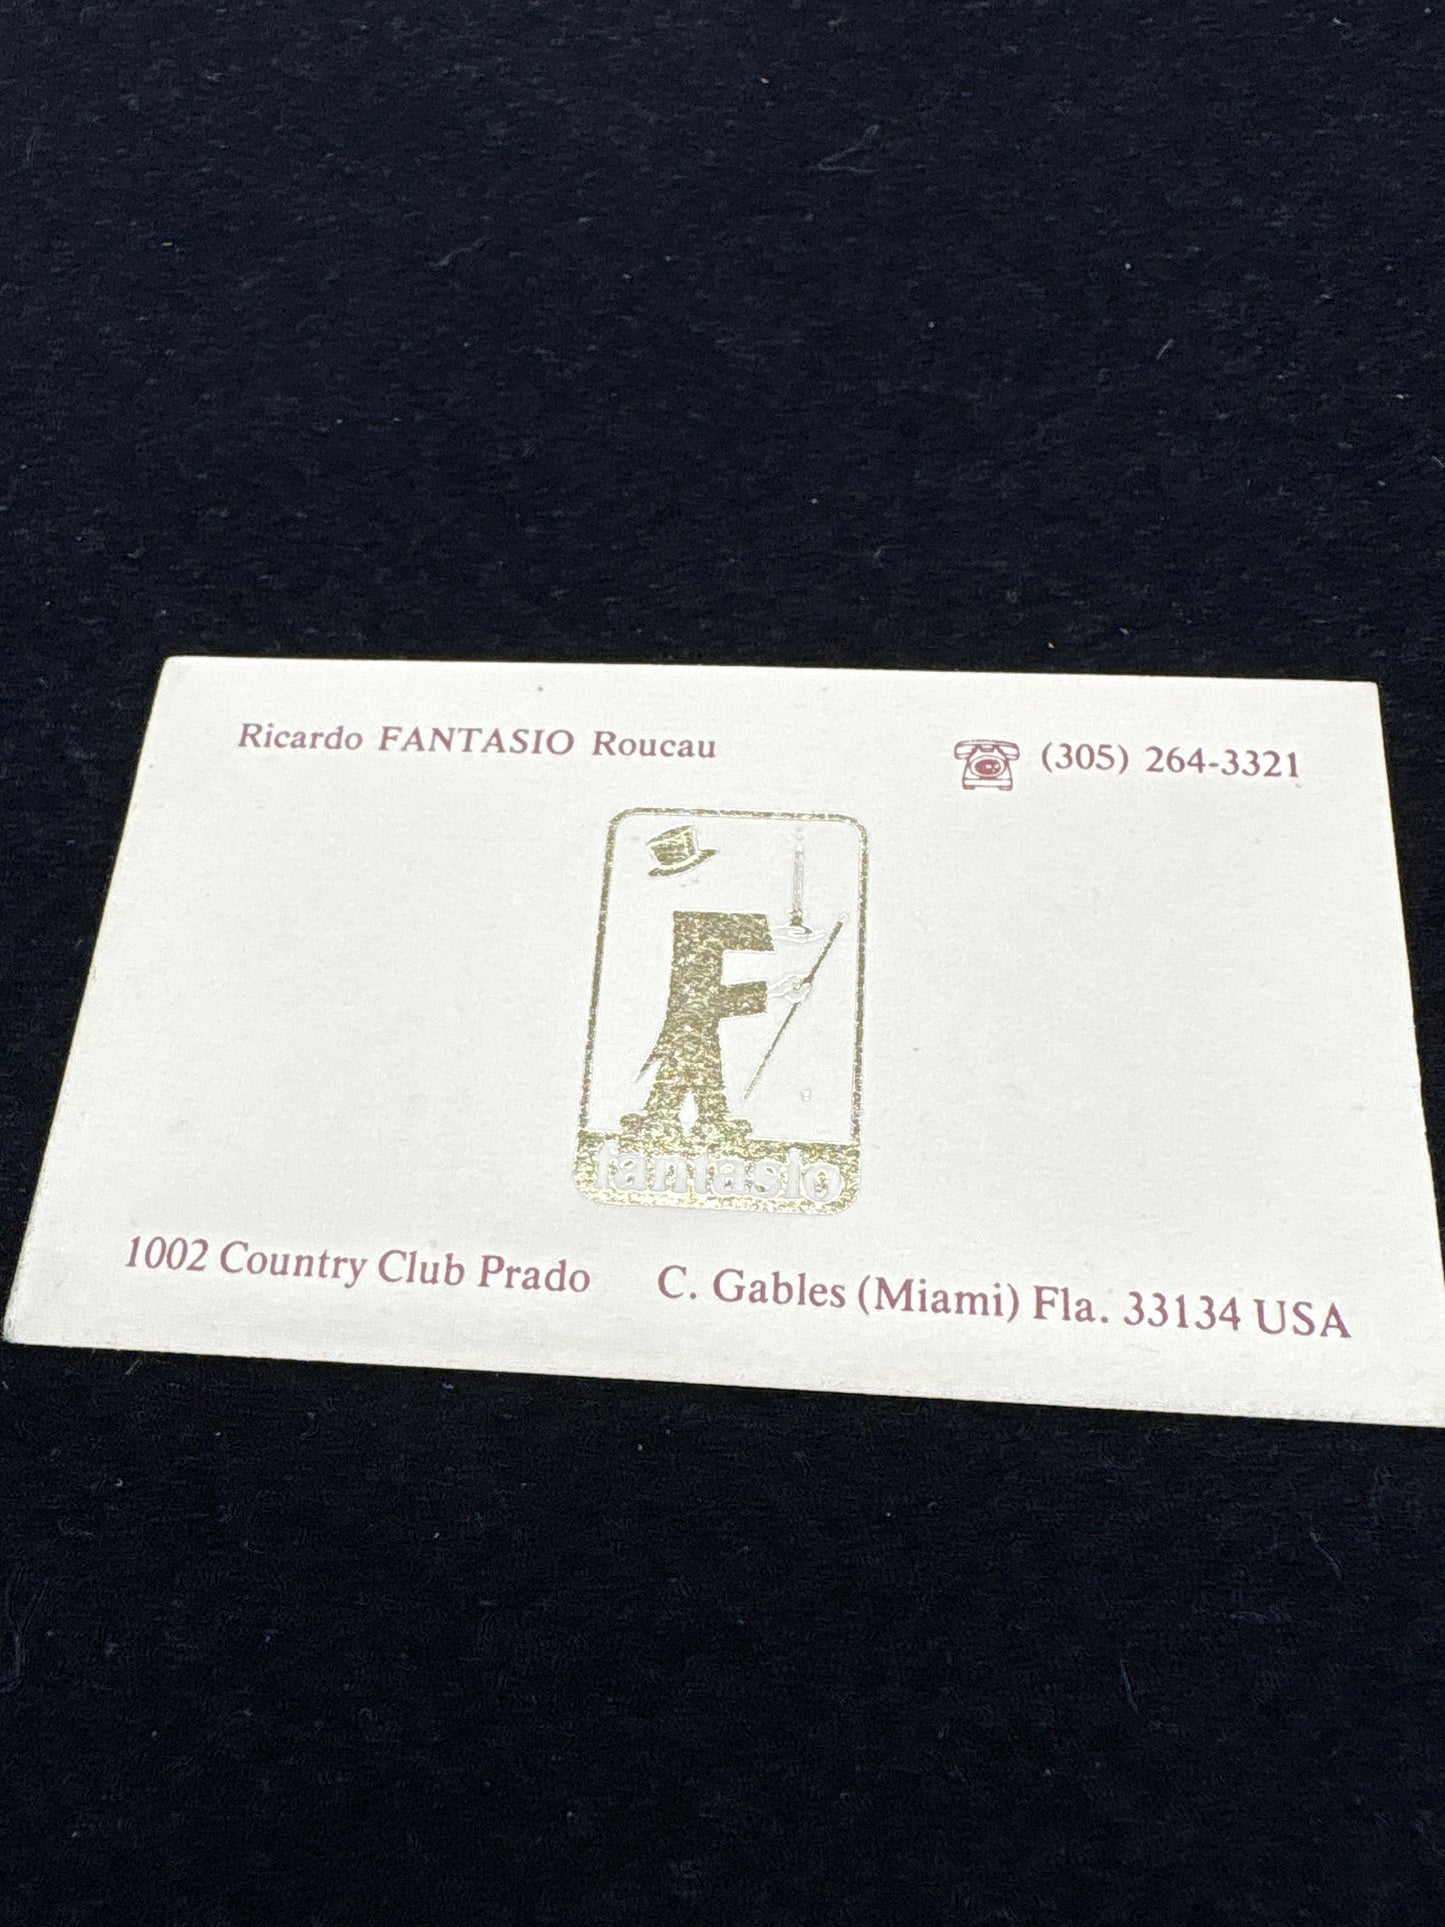 Ricardo FANTASIO Roucau
(305) 264-3321
fantasio
1002 Country Club Prado
C. Gables (Miami) Fla. 33134 USA